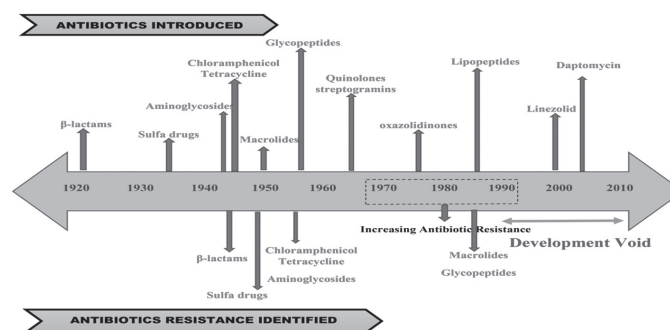 ANTIBIOTICS INTRODUCED
Glycopeptides
Chloramphenicol
Tetracycline
Lipopeptides
Daptomycin
Quinolones
streptogramins
Aminoglycosides
β-lactams
Sulfa drugs
Macrolides
oxazolidinones
Linezolid
1920 1930 1940 1950 1960 1970 1980 1990 2000 2010
Increasing Antibiotic Resistance
Development Void
β-lactams
Chloramphenicol
Tetracycline
Macrolides
Aminoglycosides
Glycopeptides
Sulfa drugs
ANTIBIOTICS RESISTANCE IDENTIFIED